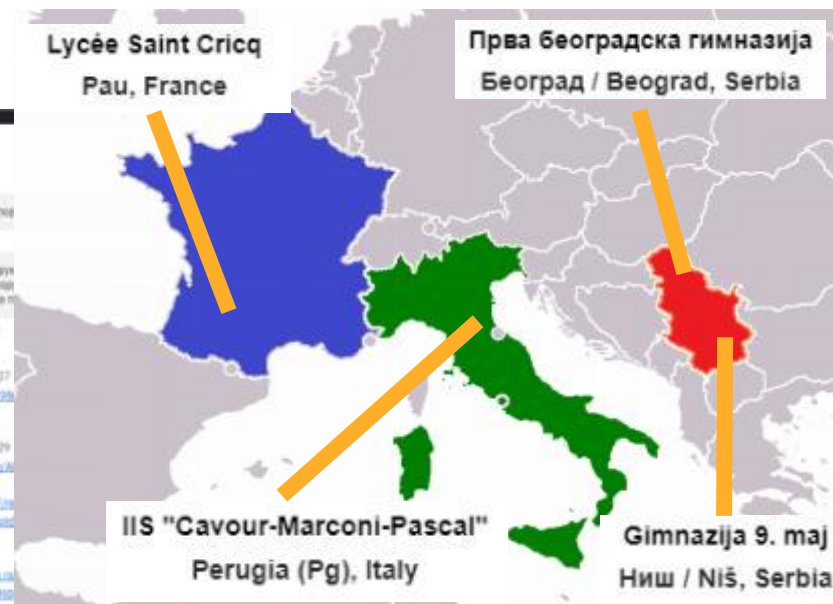 Lycée Saint Cricq
Pau, France
Прва београдска гимназија
Београд / Beograd, Serbia
IIS "Cavour-Marconi-Pascal"
Perugia (Pg), Italy
Gimnazija 9. maj
Ниш / Niš, Serbia